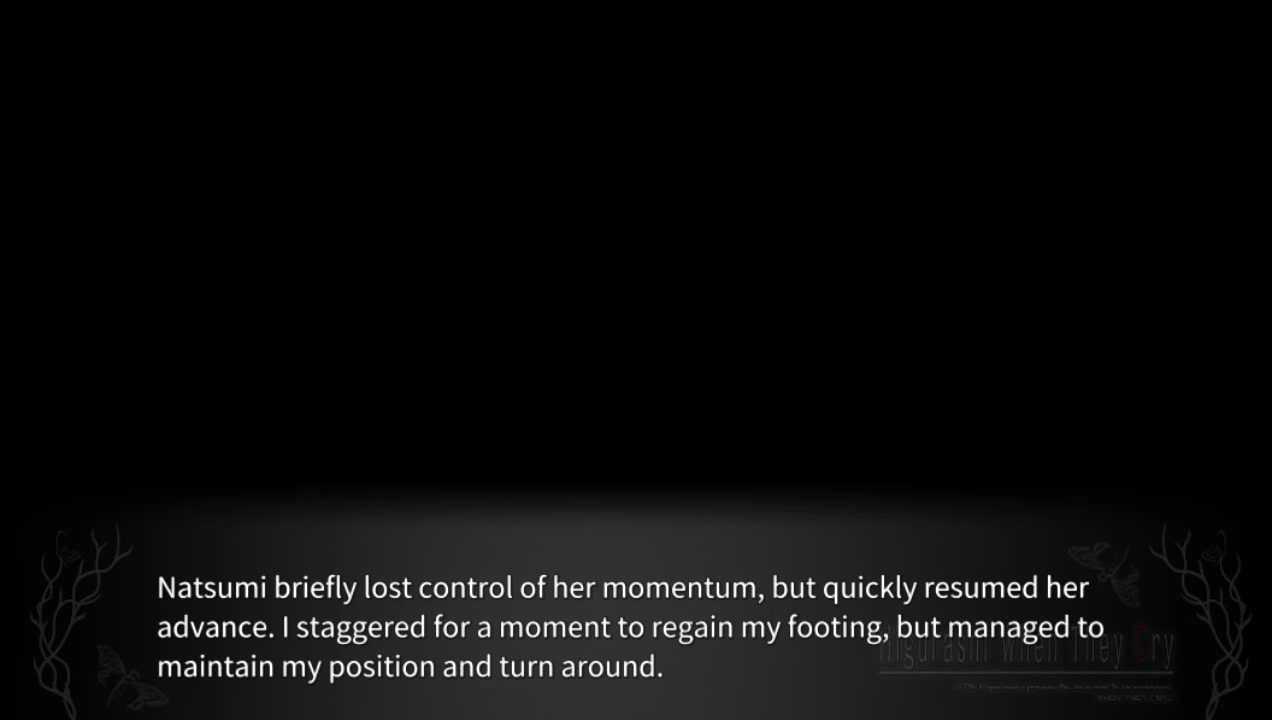 Natsumi briefly lost control of her momentum, but quickly resumed her
advance. I staggered for a moment to regain my footing, but managed to
maintain my position and turn around.
Higurashi When They Cry